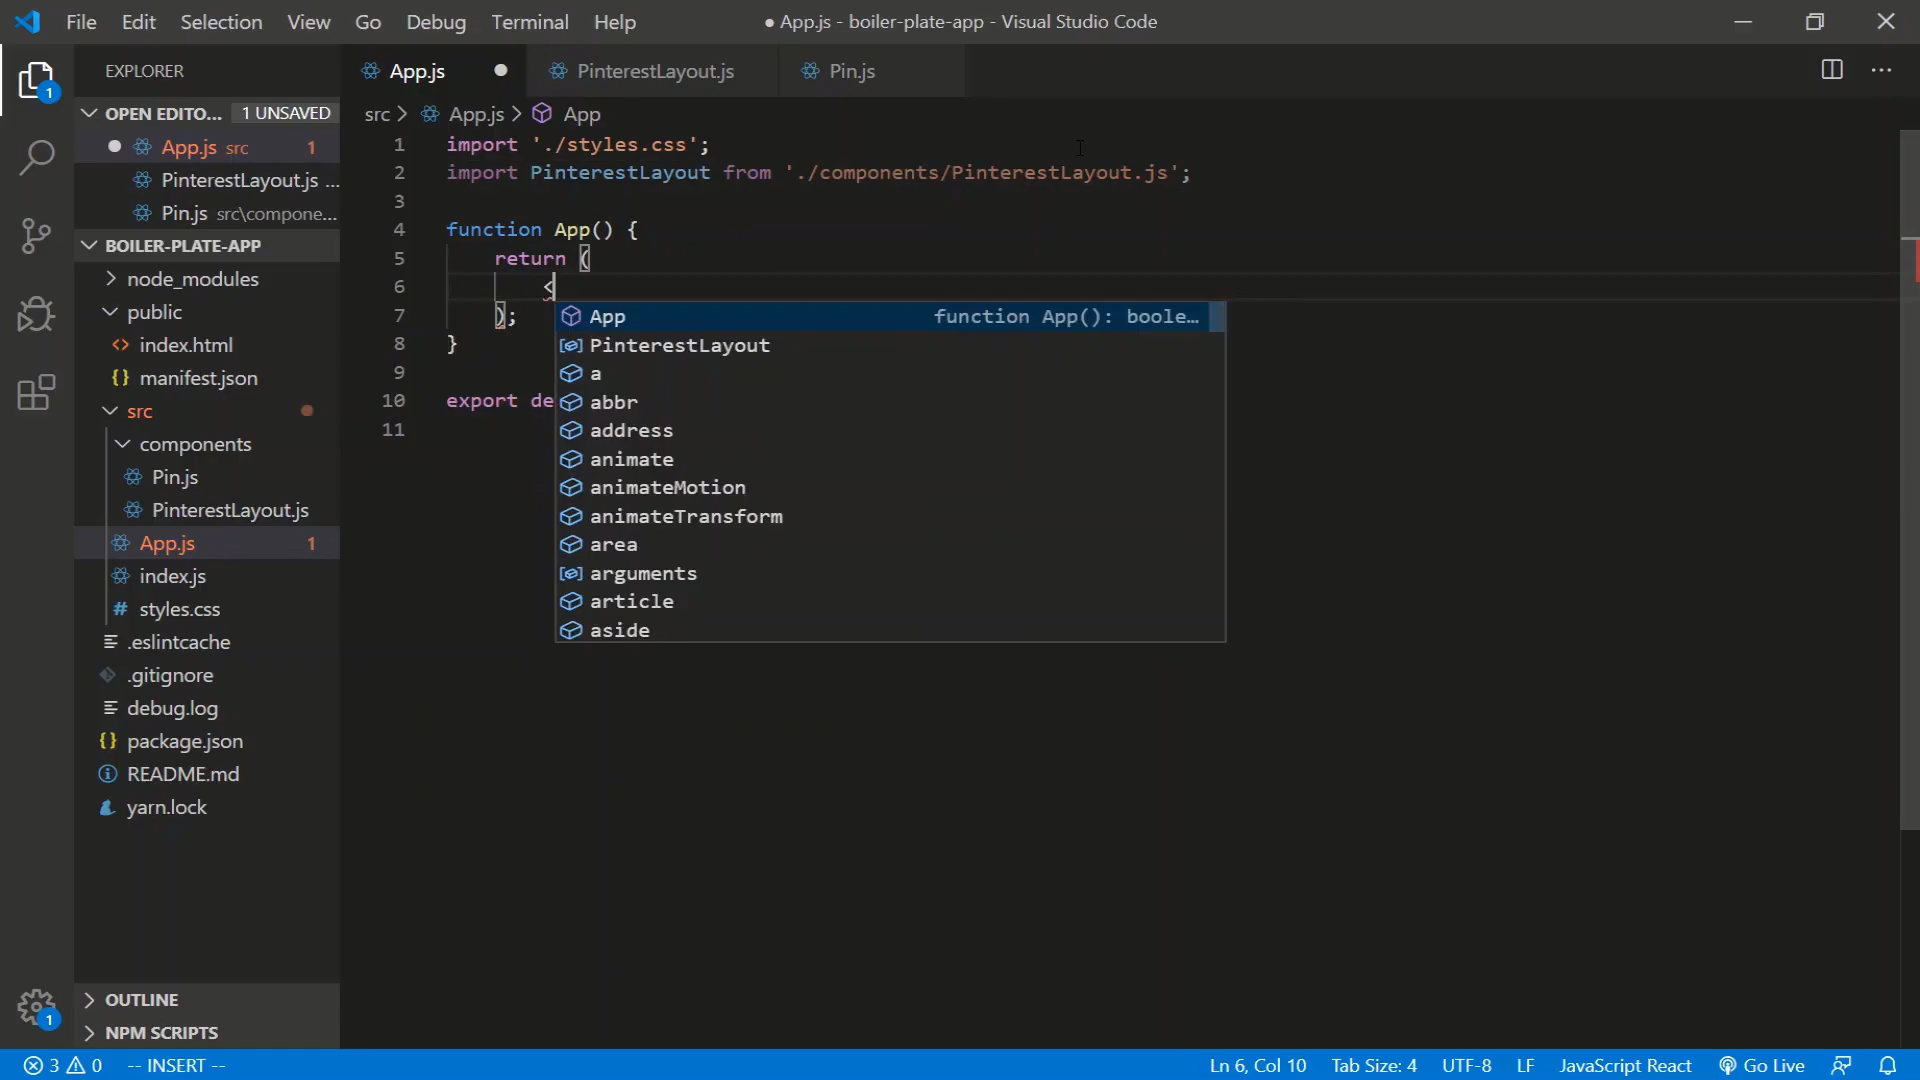 File Edit Selection View Go Debug Terminal Help
● App.js - boiler-plate-app - Visual Studio Code
EXPLORER
OPEN EDITO... 1 UNSAVED
App.js src 1
PinterestLayout.js ...
Pin.js src\compone...
BOILER-PLATE-APP
node_modules
public
index.html
manifest.json
src
components
Pin.js
PinterestLayout.js
App.js 1
index.js
styles.css
.eslintcache
.gitignore
debug.log
package.json
README.md
yarn.lock
OUTLINE
NPM SCRIPTS
1
1
App.js PinterestLayout.js Pin.js
src > App.js > App
1 import './styles.css';
2 import PinterestLayout from './components/PinterestLayout.js';
3
4 function App() {
5 return (
6 <
7 );
8 }
9
10 export de
11
App function App(): boole...
PinterestLayout
a
abbr
address
animate
animateMotion
animateTransform
area
arguments
article
aside
3 0 -- INSERT -- Ln 6, Col 10 Tab Size: 4 UTF-8 LF JavaScript React Go Live